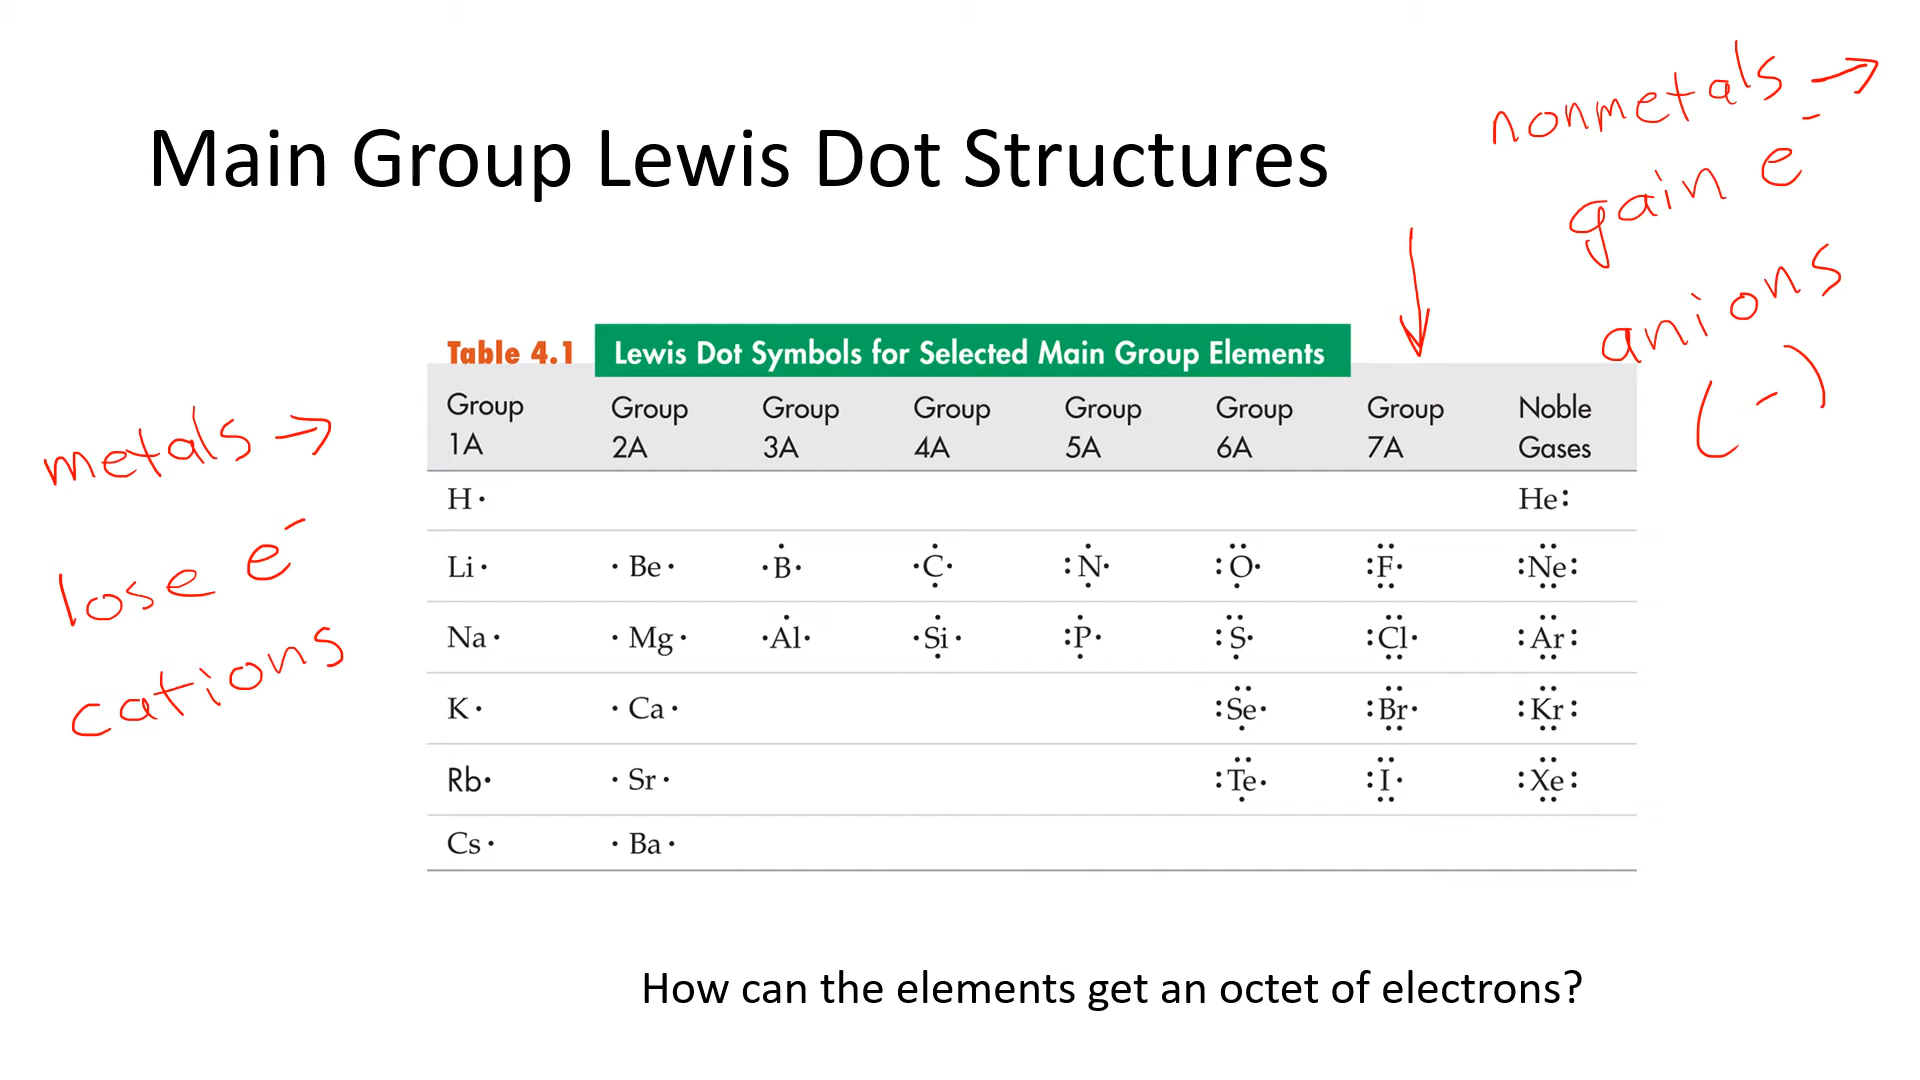 Main Group Lewis Dot Structures
nonmetals →
gain e⁻
anions
(-)
metals →
lose e⁻
cations
Table 4.1 Lewis Dot Symbols for Selected Main Group Elements
Group 1A Group 2A Group 3A Group 4A Group 5A Group 6A Group 7A Noble Gases
H He
Li Be B C N O F Ne
Na Mg Al Si P S Cl Ar
K Ca Se Br Kr
Rb Sr Te I Xe
Cs Ba
How can the elements get an octet of electrons?